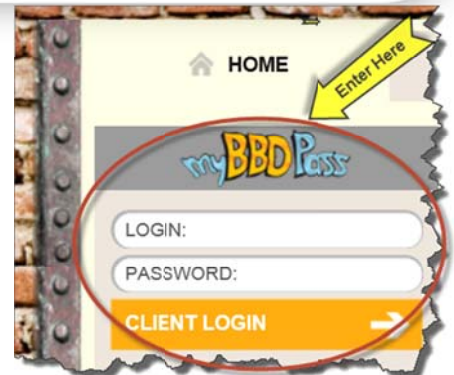 HOME
Enter Here
myBBDPass
LOGIN:
PASSWORD:
CLIENT LOGIN